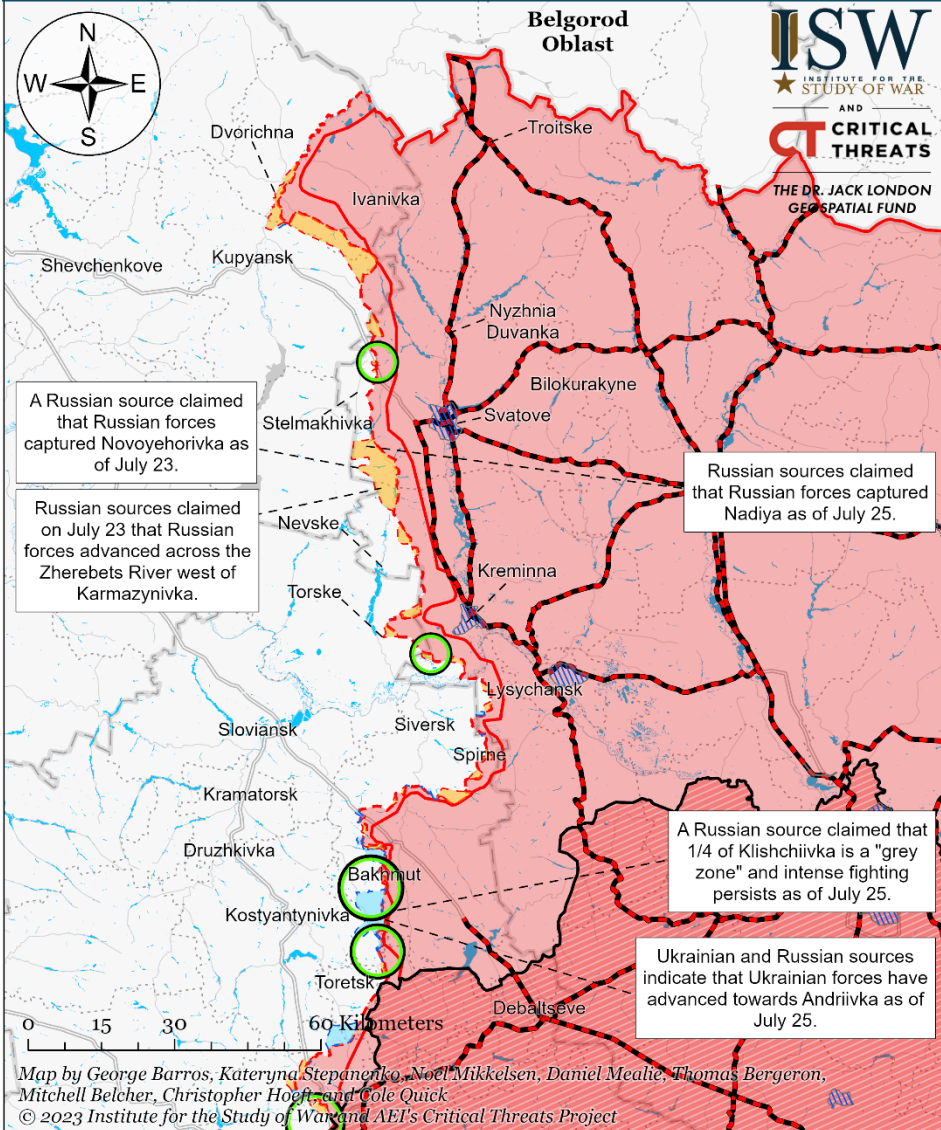 Belgorod
Oblast
N
W
E
S
ISW
INSTITUTE FOR THE
STUDY OF WAR
AND
CT CRITICAL
THREATS
THE DR. JACK LONDON
GEOSPATIAL FUND
Dvorichna
Troitske
Ivanivka
Shevchenkove
Kupyansk
Nyzhnia
Duvanka
Bilokurakyne
A Russian source claimed
that Russian forces
captured Novoyehorivka as
of July 23.
Stelmakhivka
Svatove
Russian sources claimed
that Russian forces captured
Nadiya as of July 25.
Russian sources claimed
on July 23 that Russian
forces advanced across the
Zherebets River west of
Karmazynivka.
Nevske
Kreminna
Torske
Lysychansk
Sloviansk
Siversk
Spirne
Kramatorsk
Druzhkivka
A Russian source claimed that
1/4 of Klishchiivka is a "grey
zone" and intense fighting
persists as of July 25.
Bakhmut
Kostyantynivka
Ukrainian and Russian sources
indicate that Ukrainian forces have
advanced towards Andriivka as of
July 25.
Toretsk
Debaltseve
0 15 30 60 Kilometers
Map by George Barros, Kateryna Stepanenko, Noel Mikkelsen, Daniel Mealie, Thomas Bergeron,
Mitchell Belcher, Christopher Hoeft, and Cole Quick
© 2023 Institute for the Study of War and AEI's Critical Threats Project